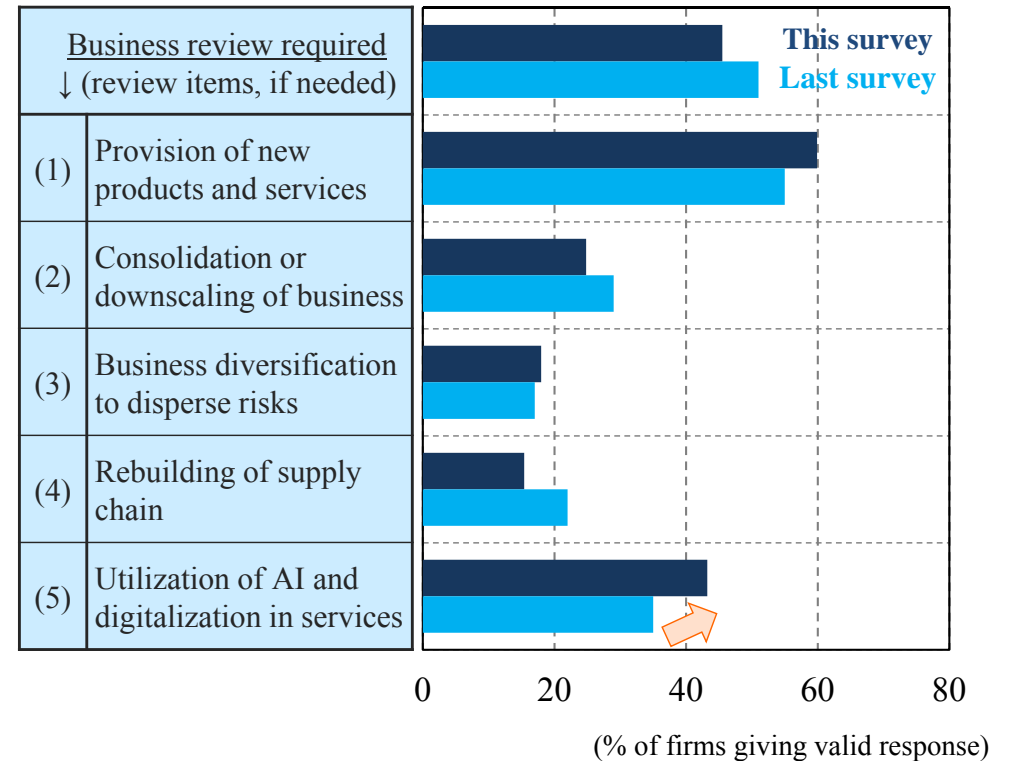 Business review required
↓ (review items, if needed)
This survey
Last survey
(1)
Provision of new
products and services
(2)
Consolidation or
downscaling of business
(3)
Business diversification
to disperse risks
(4)
Rebuilding of supply
chain
(5)
Utilization of AI and
digitalization in services
0 20 40 60 80
(% of firms giving valid response)